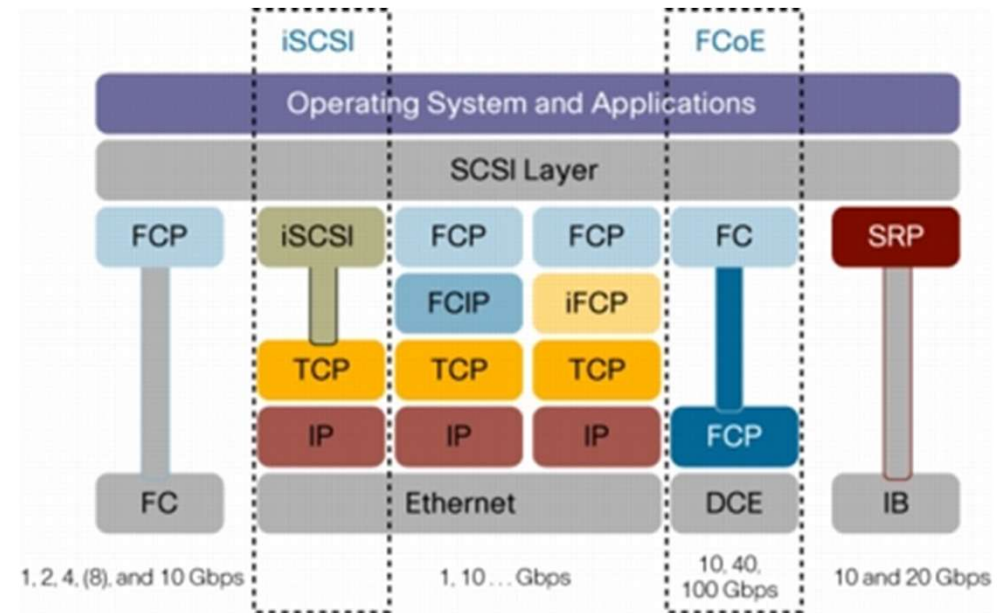 iSCSI FCoE
Operating System and Applications
SCSI Layer
FCP iSCSI FCP FCP FC SRP
FCIP iFCP
TCP TCP TCP
IP IP IP FCP
FC Ethernet DCE IB
1, 2, 4, (8), and 10 Gbps 1, 10 . . . Gbps 10, 40, 10 and 20 Gbps
100 Gbps